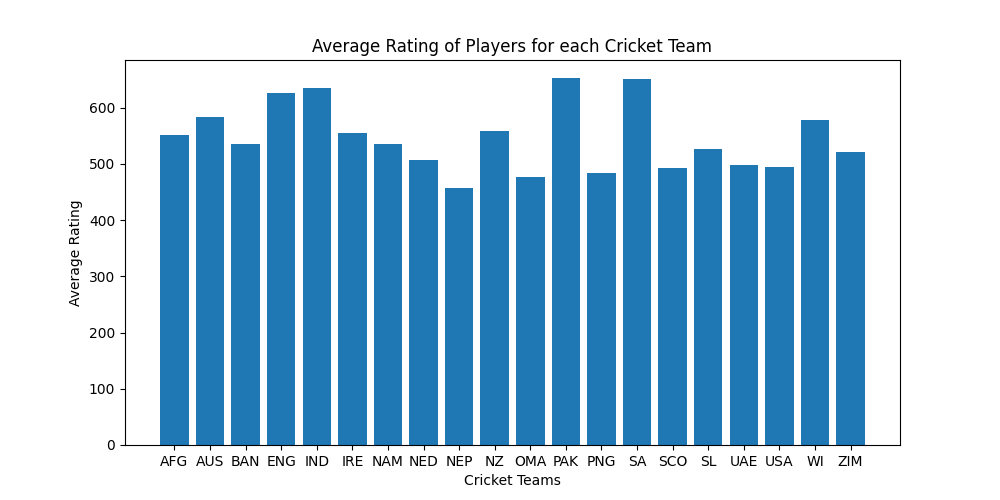 Average Rating of Players for each Cricket Team
Average Rating
600
500
400
300
200
100
0
AFG AUS BAN ENG IND IRE NAM NED NEP NZ OMA PAK PNG SA SCO SL UAE USA WI ZIM
Cricket Teams